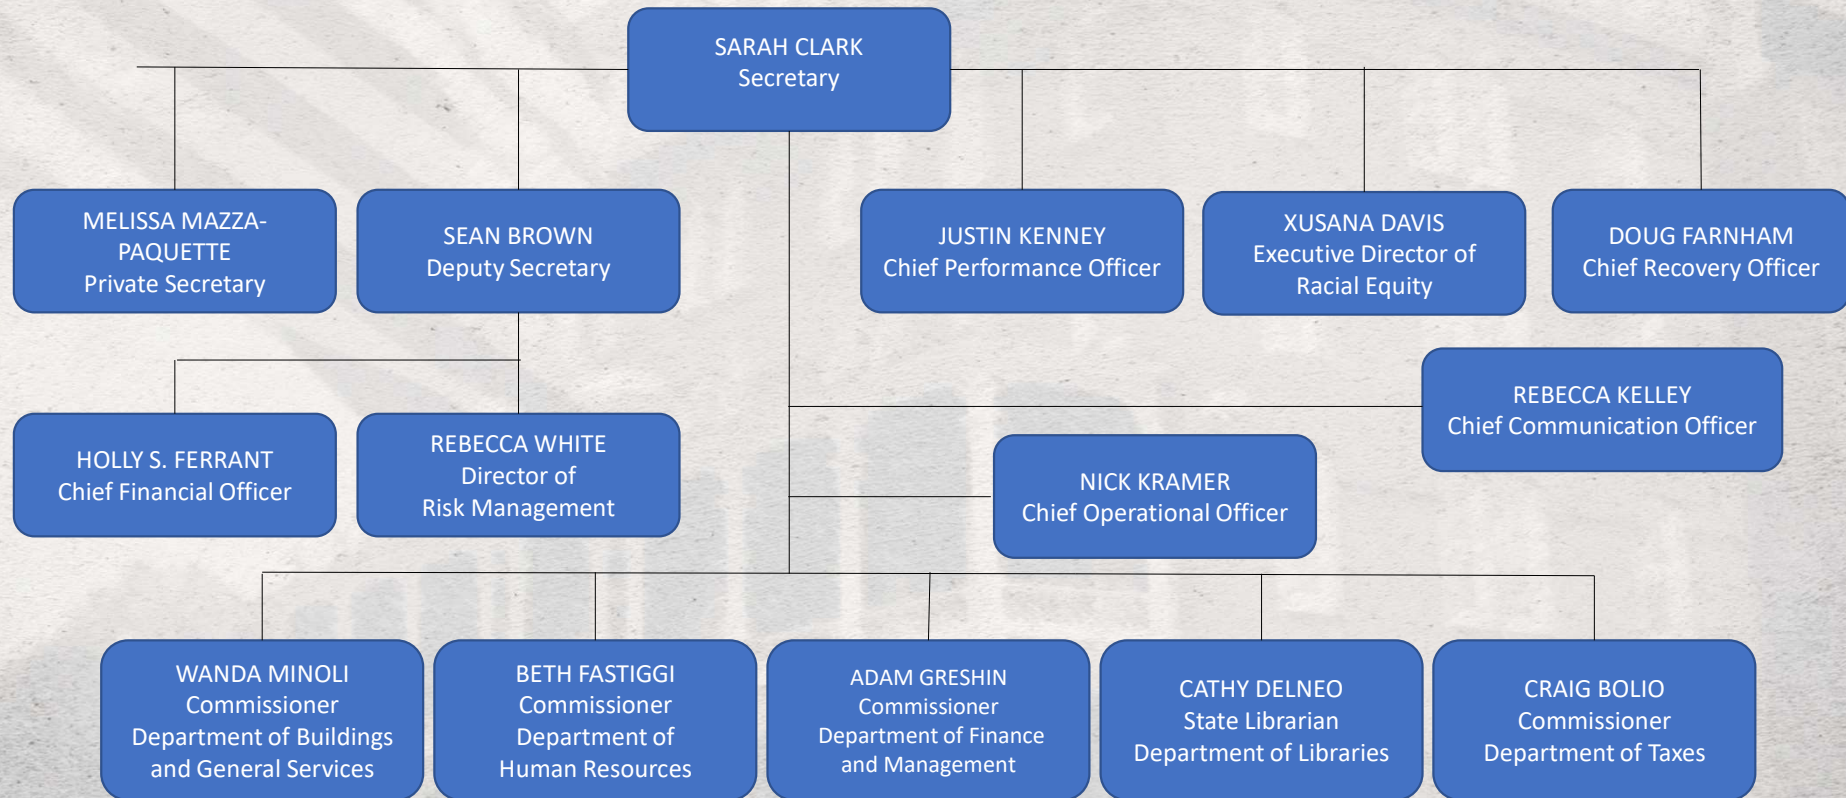 SARAH CLARK
Secretary
MELISSA MAZZA-
PAQUETTE
Private Secretary
SEAN BROWN
Deputy Secretary
JUSTIN KENNEY
Chief Performance Officer
XUSANA DAVIS
Executive Director of
Racial Equity
DOUG FARNHAM
Chief Recovery Officer
HOLLY S. FERRANT
Chief Financial Officer
REBECCA WHITE
Director of
Risk Management
REBECCA KELLEY
Chief Communication Officer
NICK KRAMER
Chief Operational Officer
WANDA MINOLI
Commissioner
Department of Buildings
and General Services
BETH FASTIGGI
Commissioner
Department of
Human Resources
ADAM GRESHIN
Commissioner
Department of Finance
and Management
CATHY DELNEO
State Librarian
Department of Libraries
CRAIG BOLIO
Commissioner
Department of Taxes